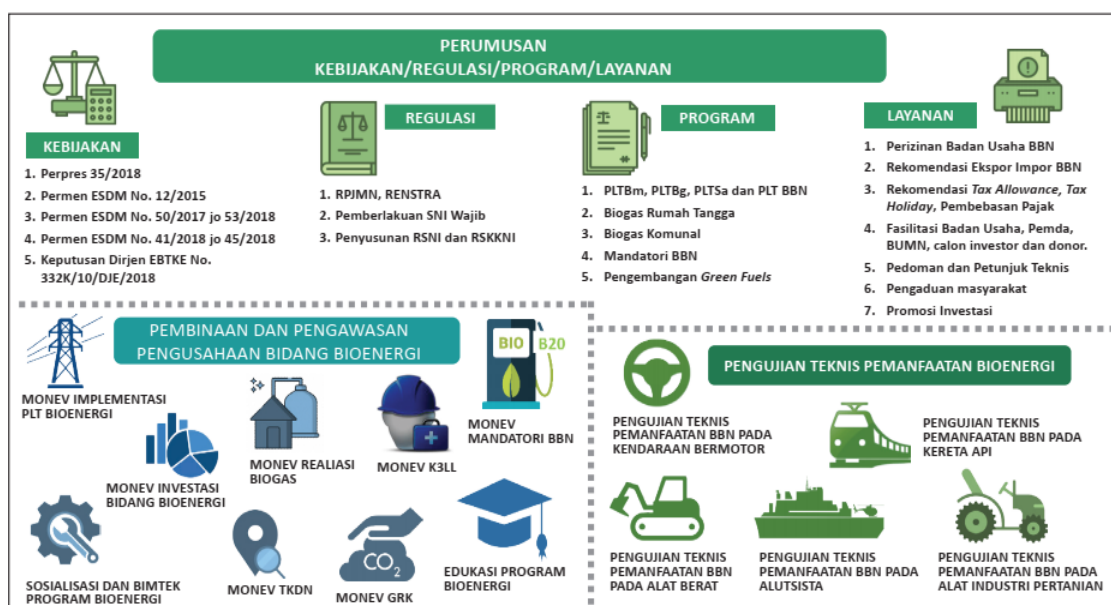 PERUMUSAN
KEBIJAKAN/REGULASI/PROGRAM/LAYANAN
KEBIJAKAN
1. Perpres 35/2018
2. Permen ESDM No. 12/2015
3. Permen ESDM No. 50/2017 jo 53/2018
4. Permen ESDM No. 41/2018 jo 45/2018
5. Keputusan Dirjen EBTKE No.
332K/10/DJE/2018
REGULASI
1. RPJMN, RENSTRA
2. Pemberlakuan SNI Wajib
3. Penyusunan RSNI dan RSKKNI
PROGRAM
1. PLTBm, PLTBg, PLTSa dan PLT BBN
2. Biogas Rumah Tangga
3. Biogas Komunal
4. Mandatori BBN
5. Pengembangan Green Fuels
LAYANAN
1. Perizinan Badan Usaha BBN
2. Rekomendasi Ekspor Impor BBN
3. Rekomendasi Tax Allowance, Tax
Holiday, Pembebasan Pajak
4. Fasilitasi Badan Usaha, Pemda,
BUMN, calon investor dan donor.
5. Pedoman dan Petunjuk Teknis
6. Pengaduan masyarakat
7. Promosi Investasi
PEMBINAAN DAN PENGAWASAN
PENGUSAHAAN BIDANG BIOENERGI
MONEV IMPLEMENTASI
PLT BIOENERGI
BIO
B20
MONEV
MANDATORI BBN
MONEV REALIASI
BIOGAS
MONEV K3LL
MONEV INVESTASI
BIDANG BIOENERGI
SOSIALISASI DAN BIMTEK
PROGRAM BIOENERGI
MONEV TKDN
CO2
MONEV GRK
EDUKASI PROGRAM
BIOENERGI
PENGUJIAN TEKNIS PEMANFAATAN BIOENERGI
PENGUJIAN TEKNIS
PEMANFAATAN BBN PADA
KENDARAAN BERMOTOR
PENGUJIAN TEKNIS
PEMANFAATAN BBN PADA
KERETA API
PENGUJIAN TEKNIS
PEMANFAATAN BBN
PADA ALAT BERAT
PENGUJIAN TEKNIS
PEMANFAATAN BBN PADA
ALUTSISTA
PENGUJIAN TEKNIS
PEMANFAATAN BBN PADA
ALAT INDUSTRI PERTANIAN